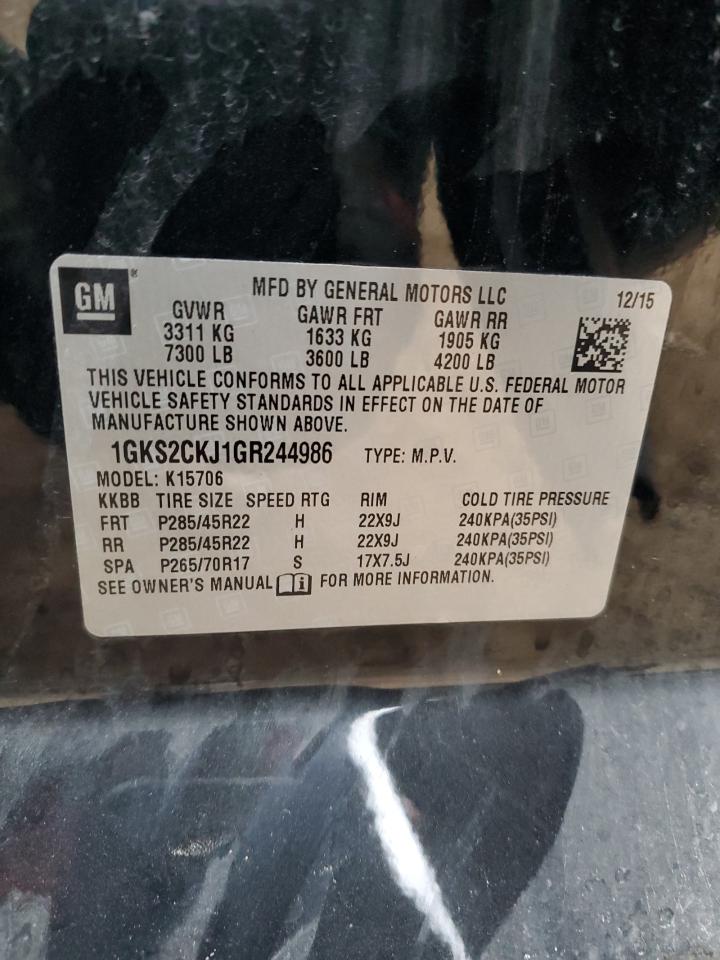 GM ®
MFD BY GENERAL MOTORS LLC 12/15
GVWR GAWR FRT GAWR RR
3311 KG 1633 KG 1905 KG
7300 LB 3600 LB 4200 LB
THIS VEHICLE CONFORMS TO ALL APPLICABLE U.S. FEDERAL MOTOR
VEHICLE SAFETY STANDARDS IN EFFECT ON THE DATE OF
MANUFACTURE SHOWN ABOVE.
1GKS2CKJ1GR244986 TYPE: M.P.V.
MODEL: K15706
KKBB TIRE SIZE SPEED RTG RIM COLD TIRE PRESSURE
FRT P285/45R22 H 22X9J 240KPA(35PSI)
RR P285/45R22 H 22X9J 240KPA(35PSI)
SPA P265/70R17 S 17X7.5J 240KPA(35PSI)
SEE OWNER'S MANUAL i FOR MORE INFORMATION.